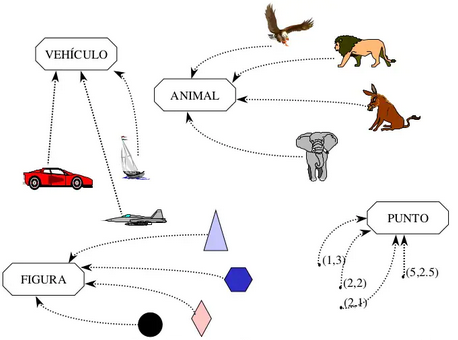 VEHÍCULO
ANIMAL
PUNTO
(1,3)
(5,2.5)
(2,2)
(2,1)
FIGURA